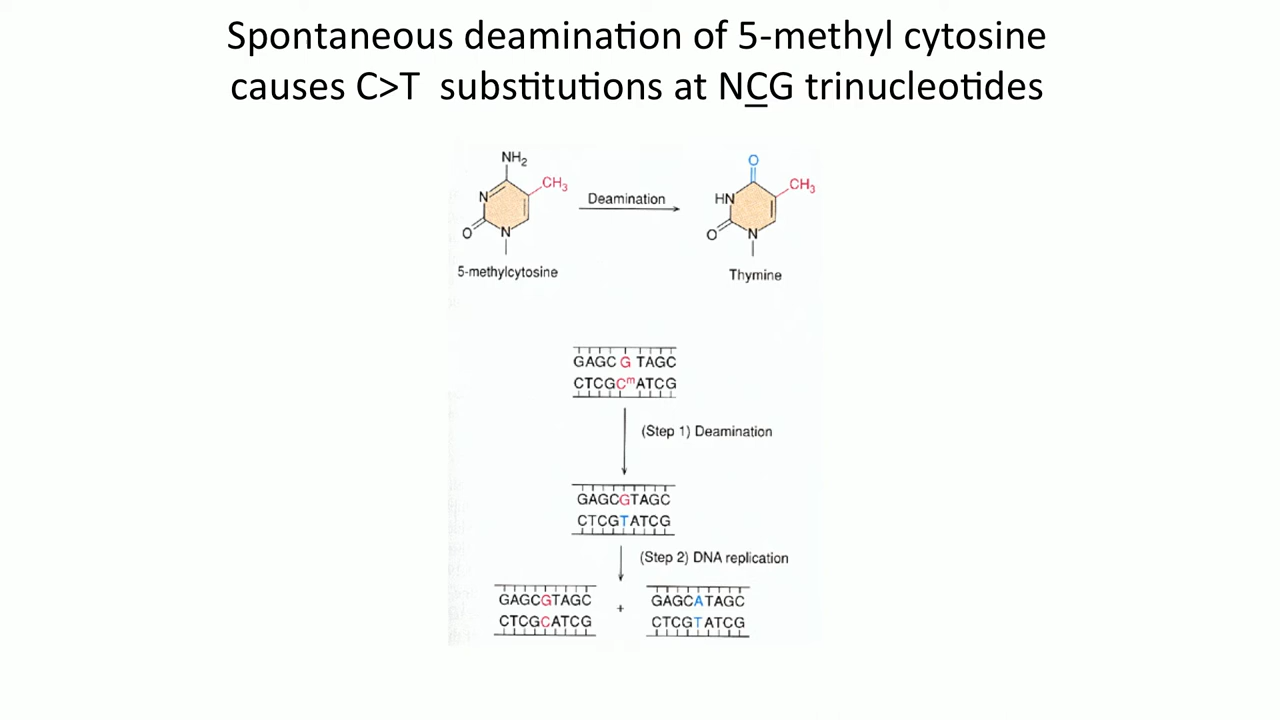 Spontaneous deamination of 5-methyl cytosine
causes C>T substitutions at NCG trinucleotides
NH₂
CH₃
N
O
N
5-methylcytosine
Deamination
O
CH₃
HN
O
N
Thymine
GAGC G TAGC
CTCGCᵐATCG
(Step 1) Deamination
GAGCGTAGC
CTCGTATCG
(Step 2) DNA replication
GAGCGTAGC
CTCGCATCG
+
GAGCATAGC
CTCGTATCG